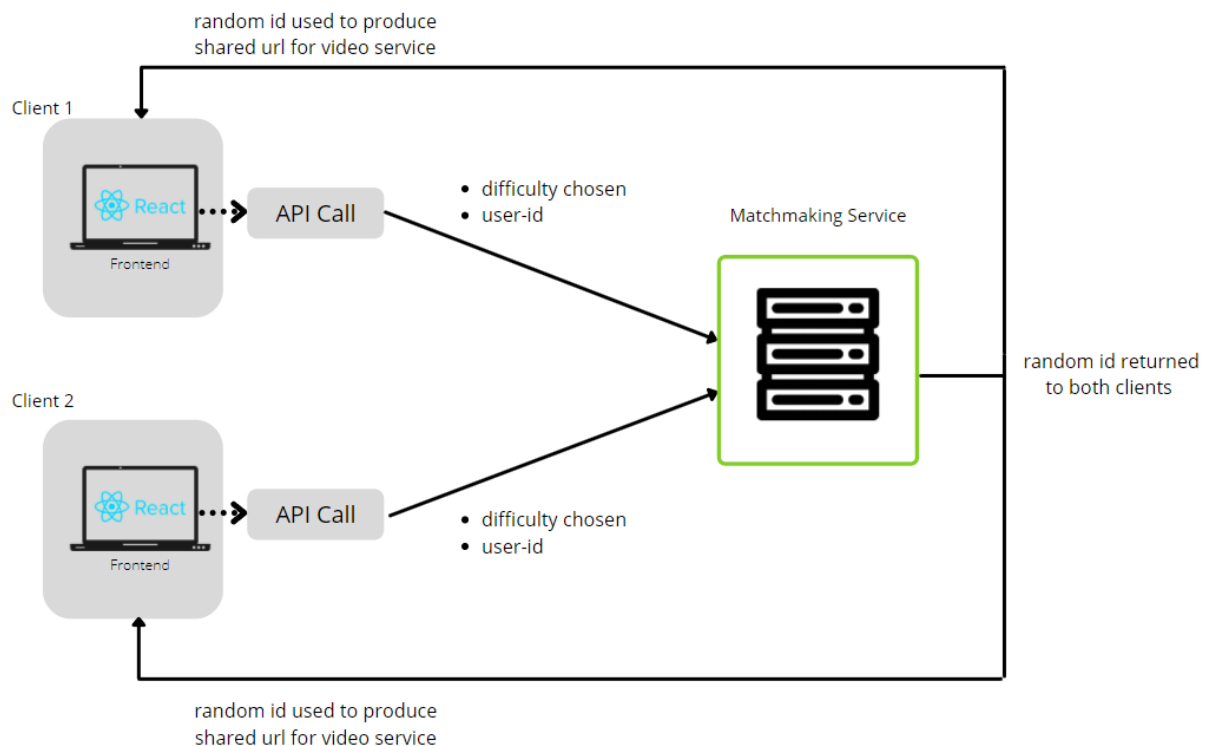 random id used to produce
shared url for video service
Client 1
React
Frontend
API Call
• difficulty chosen
• user-id
Matchmaking Service
random id returned
to both clients
Client 2
React
Frontend
API Call
• difficulty chosen
• user-id
random id used to produce
shared url for video service